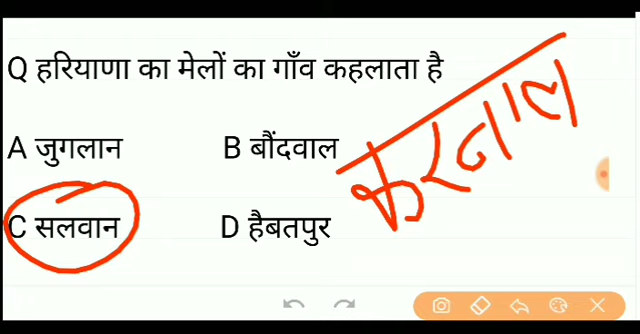 Q हरियाणा का मेलों का गाँव कहलाता है
A जुगलान B बौंदवाल
C सलवान D हैबतपुर
करनाल